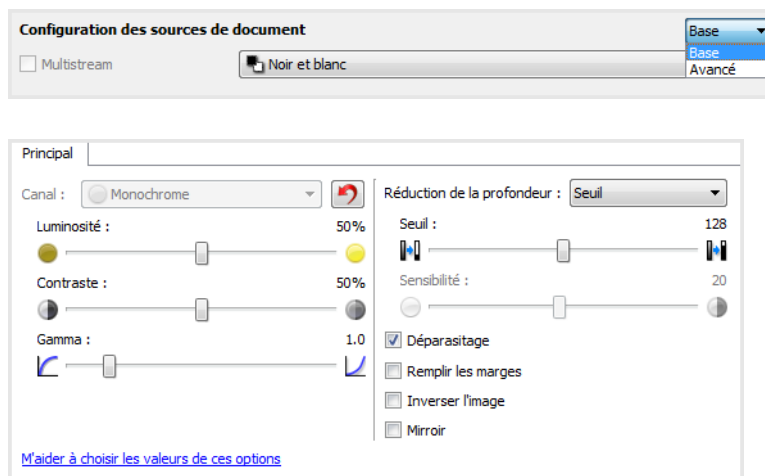 Configuration des sources de document
Base
Multistream
Noir et blanc
Base
Avancé
Principal
Canal :
Monochrome
Luminosité :
50%
Contraste :
50%
Gamma :
1.0
M'aider à choisir les valeurs de ces options
Réduction de la profondeur :
Seuil
Seuil :
128
Sensibilité :
20
Déparasitage
Remplir les marges
Inverser l'image
Mirroir